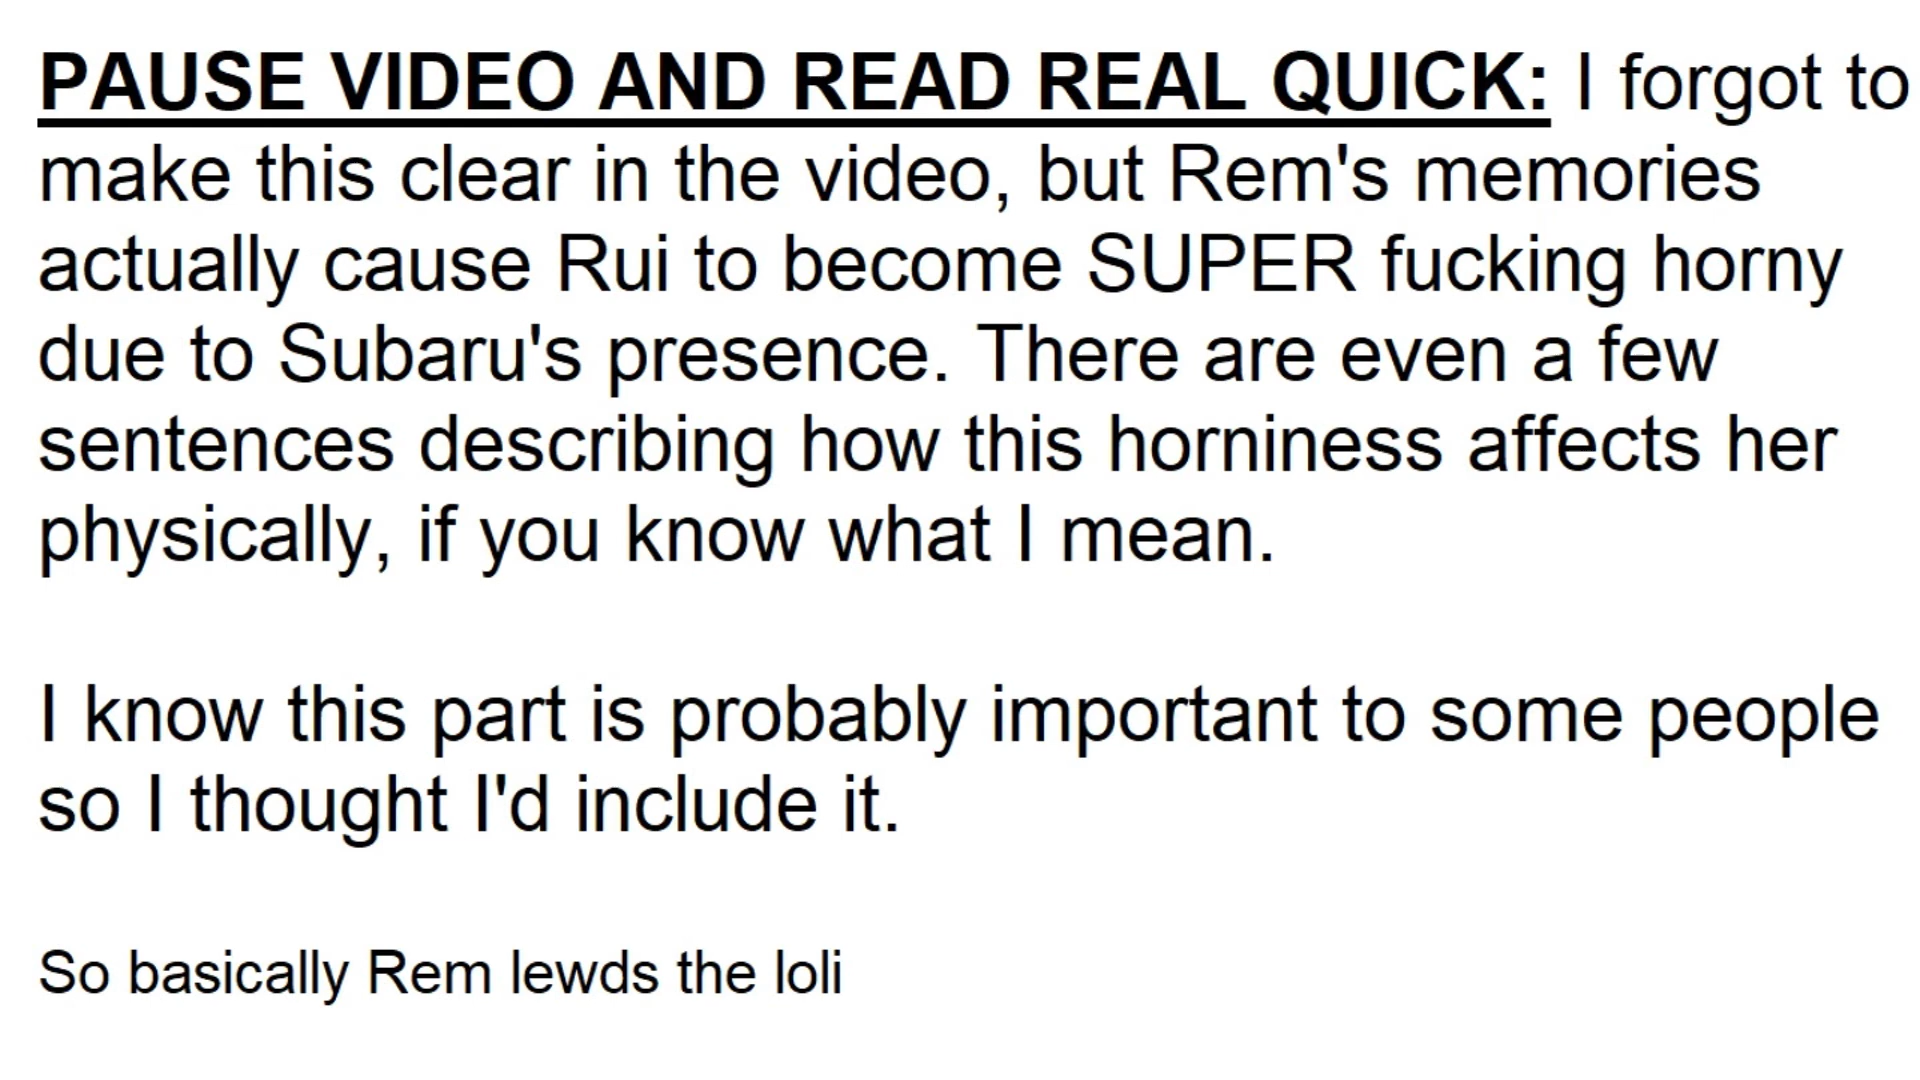 PAUSE VIDEO AND READ REAL QUICK: I forgot to
make this clear in the video, but Rem's memories
actually cause Rui to become SUPER fucking horny
due to Subaru's presence. There are even a few
sentences describing how this horniness affects her
physically, if you know what I mean.
I know this part is probably important to some people
so I thought I'd include it.
So basically Rem lewds the loli